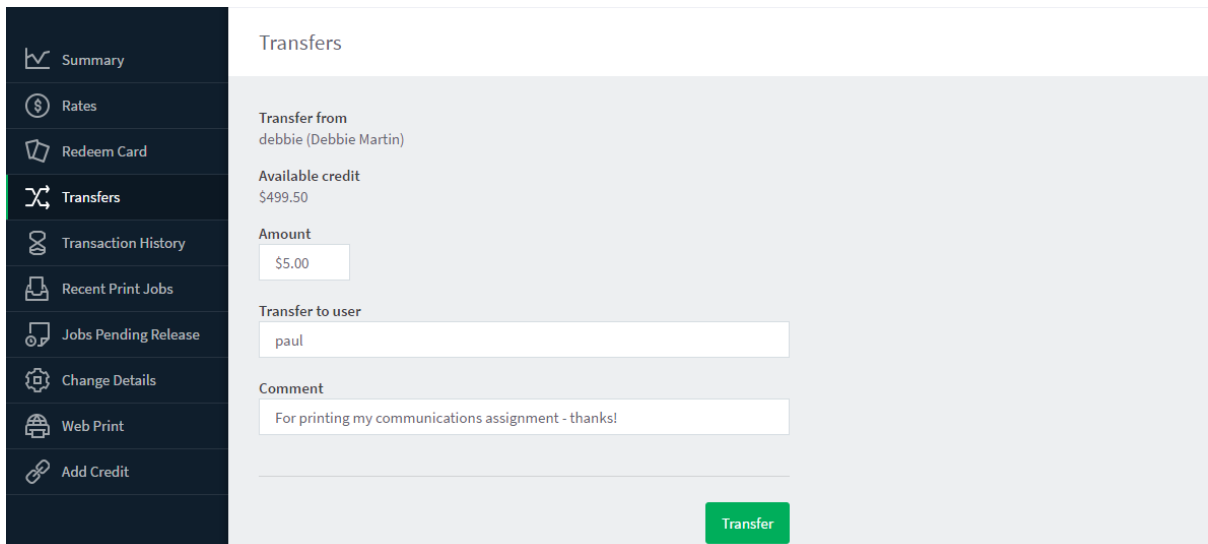 Summary
Rates
Redeem Card
Transfers
Transaction History
Recent Print Jobs
Jobs Pending Release
Change Details
Web Print
Add Credit
Transfers
Transfer from
debbie (Debbie Martin)
Available credit
$499.50
Amount
$5.00
Transfer to user
paul
Comment
For printing my communications assignment - thanks!
Transfer